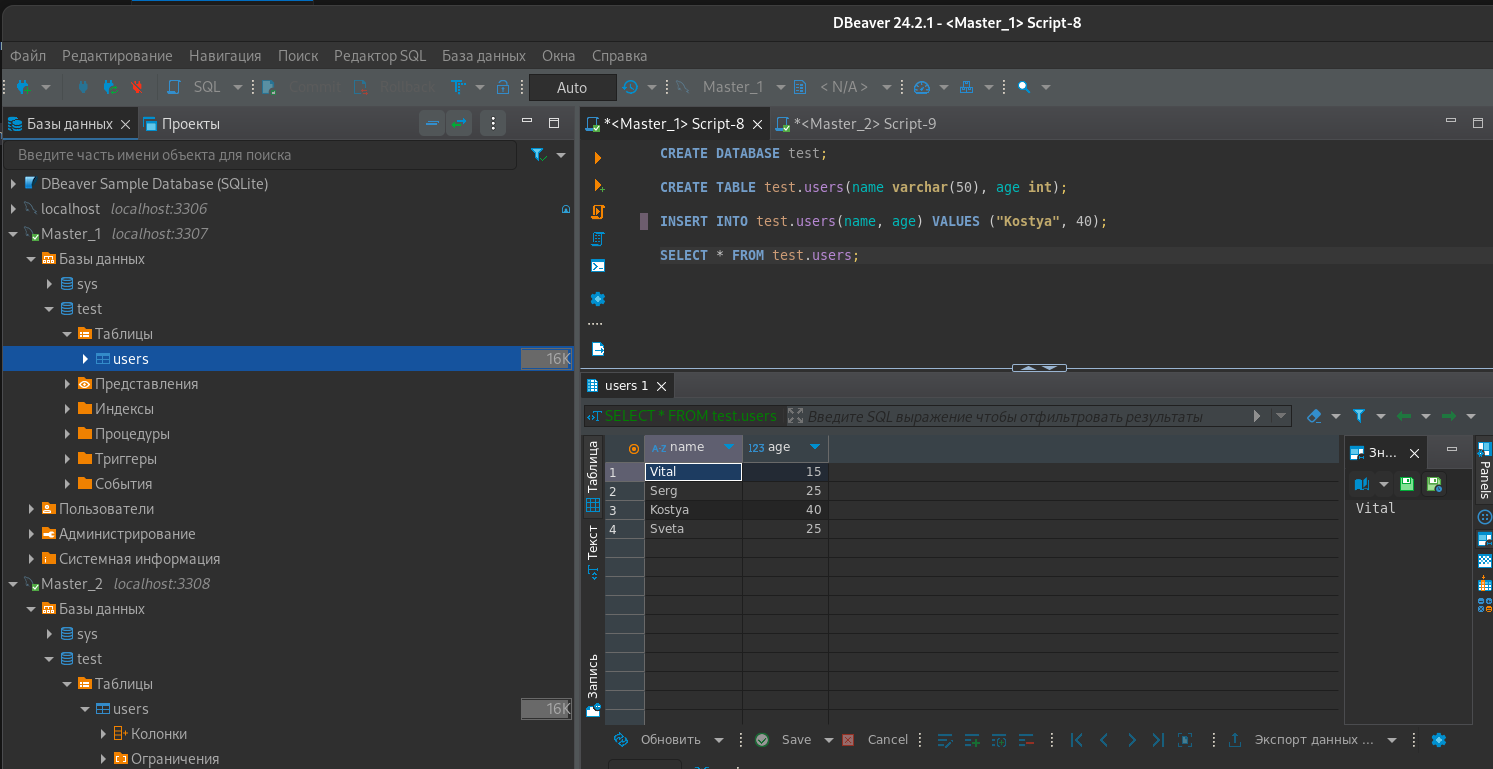 DBeaver 24.2.1 - <Master_1> Script-8
Файл Редактирование Навигация Поиск Редактор SQL База данных Окна Справка
SQL Commit Rollback Auto Master_1 < N/A >
Базы данных Проекты
Введите часть имени объекта для поиска
DBeaver Sample Database (SQLite)
localhost localhost:3306
Master_1 localhost:3307
Базы данных
sys
test
Таблицы
users 16K
Представления
Индексы
Процедуры
Триггеры
События
Пользователи
Администрирование
Системная информация
Master_2 localhost:3308
Базы данных
sys
test
Таблицы
users 16K
Колонки
Ограничения
*<Master_1> Script-8 *<Master_2> Script-9
CREATE DATABASE test;
CREATE TABLE test.users(name varchar(50), age int);
INSERT INTO test.users(name, age) VALUES ("Kostya", 40);
SELECT * FROM test.users;
users 1
SELECT * FROM test.users Введите SQL выражение чтобы отфильтровать результаты
Таблица
Текст
Запись
A-Z name 123 age
1 Vital 15
2 Serg 25
3 Kostya 40
4 Sveta 25
Зн...
Vital
Panels
Обновить Save Cancel Экспорт данных ...